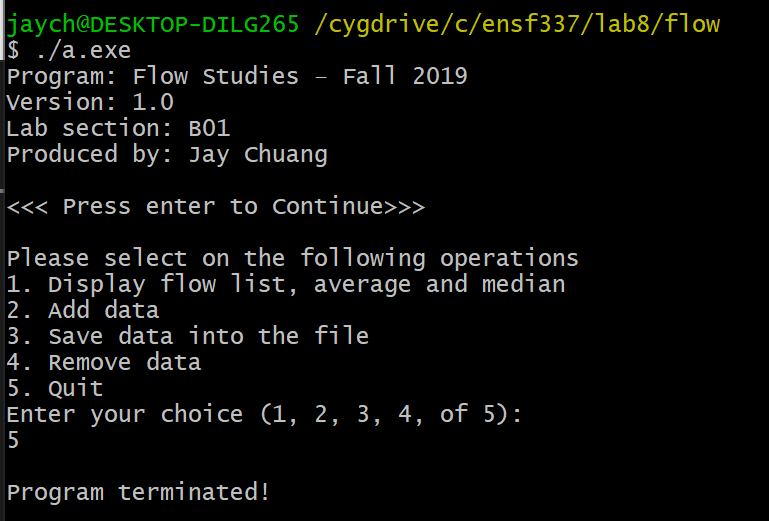 jaych@DESKTOP-DILG265 /cygdrive/c/ensf337/lab8/flow
$ ./a.exe
Program: Flow Studies – Fall 2019
Version: 1.0
Lab section: B01
Produced by: Jay Chuang
<<< Press enter to Continue>>>
Please select on the following operations
1. Display flow list, average and median
2. Add data
3. Save data into the file
4. Remove data
5. Quit
Enter your choice (1, 2, 3, 4, of 5):
5
Program terminated!